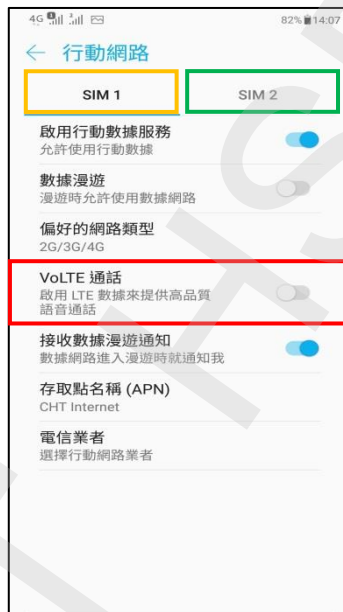 4G 82% 14:07
← 行動網路
SIM 1 SIM 2
啟用行動數據服務
允許使用行動數據
數據漫遊
漫遊時允許使用數據網路
偏好的網路類型
2G/3G/4G
VoLTE 通話
啟用 LTE 數據來提供高品質
語音通話
接收數據漫遊通知
數據網路進入漫遊時就通知我
存取點名稱 (APN)
CHT Internet
電信業者
選擇行動網路業者